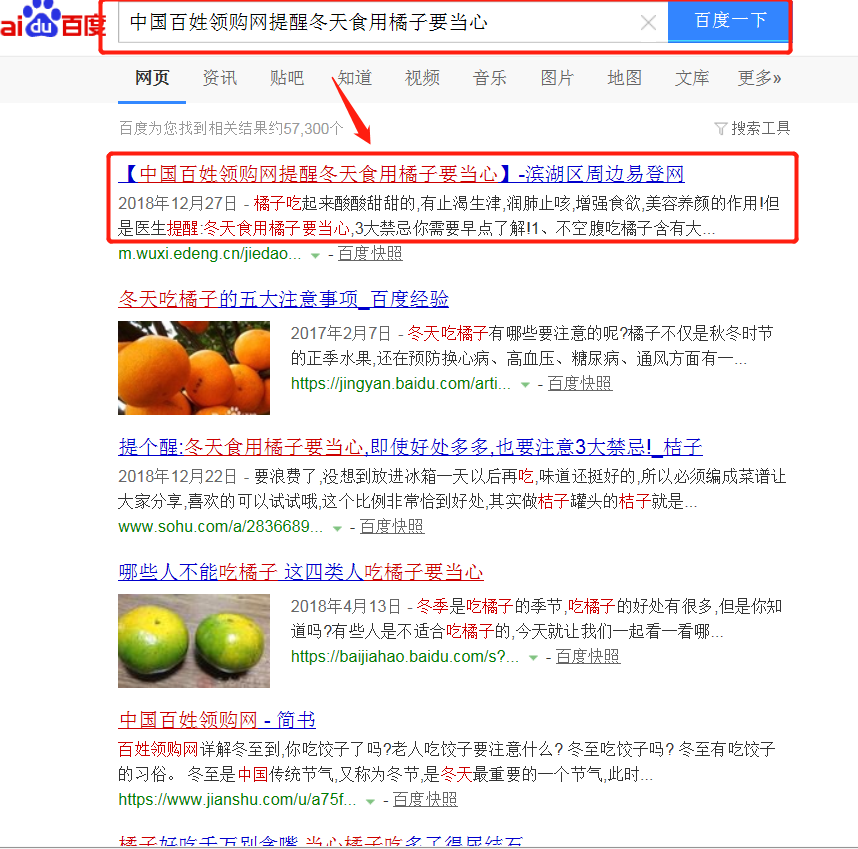 ai du 百度 中国百姓领购网提醒冬天食用橘子要当心 × 百度一下
网页 资讯 贴吧 知道 视频 音乐 图片 地图 文库 更多»
百度为您找到相关结果约57,300个 搜索工具
【中国百姓领购网提醒冬天食用橘子要当心】-滨湖区周边易登网
2018年12月27日 - 橘子吃起来酸酸甜甜的,有止渴生津,润肺止咳,增强食欲,美容养颜的作用!但
是医生提醒:冬天食用橘子要当心,3大禁忌你需要早点了解!1、不空腹吃橘子含有大...
m.wuxi.edeng.cn/jiedao... - 百度快照
冬天吃橘子的五大注意事项_百度经验
2017年2月7日 - 冬天吃橘子有哪些要注意的呢?橘子不仅是秋冬时节
的正季水果,还在预防换心病、高血压、糖尿病、通风方面有一...
https://jingyan.baidu.com/arti... - 百度快照
提个醒:冬天食用橘子要当心,即使好处多多,也要注意3大禁忌!_桔子
2018年12月22日 - 要浪费了,没想到放进冰箱一天以后再吃,味道还挺好的,所以必须编成菜谱让
大家分享,喜欢的可以试试哦,这个比例非常恰到好处,其实做桔子罐头的桔子就是...
www.sohu.com/a/2836689... - 百度快照
哪些人不能吃橘子 这四类人吃橘子要当心
2018年4月13日 - 冬季是吃橘子的季节,吃橘子的好处有很多,但是你知
道吗?有些人是不适合吃橘子的,今天就让我们一起看一看哪...
https://baijiahao.baidu.com/s?... - 百度快照
中国百姓领购网 - 简书
百姓领购网详解冬至到,你吃饺子了吗?老人吃饺子要注意什么? 冬至吃饺子吗? 冬至有吃饺子
的习俗。 冬至是中国传统节气,又称为冬节,是冬天最重要的一个节气,此时...
https://www.jianshu.com/u/a75f... - 百度快照
橘子好吃千万别贪嘴 当心橘子吃多了得尿结石